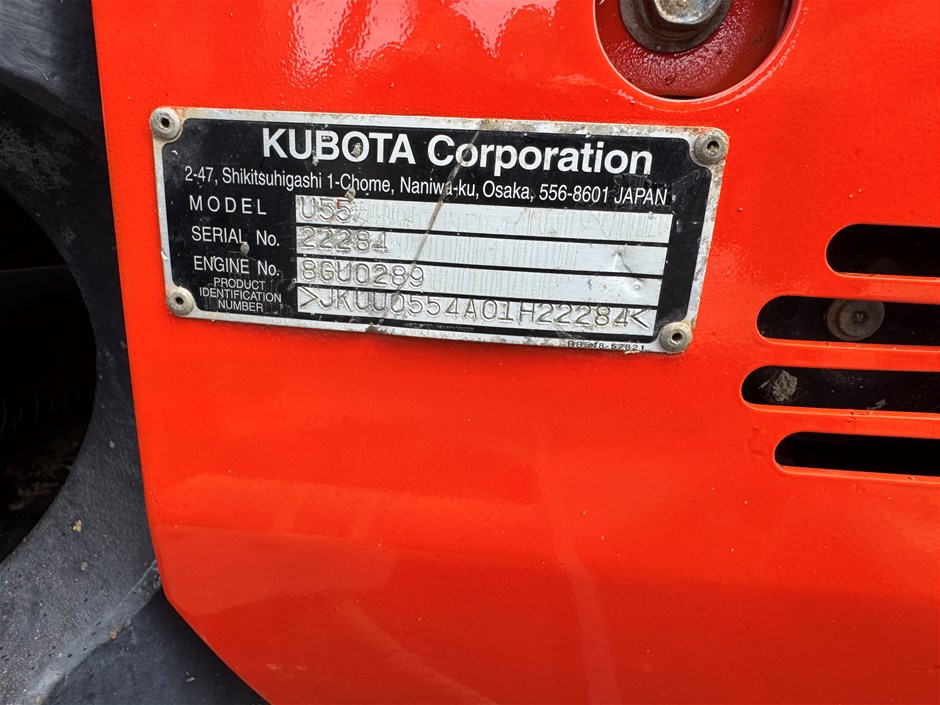 KUBOTA Corporation
2-47, Shikitsuhigashi 1-Chome, Naniwa-ku, Osaka, 556-8601 JAPAN
MODEL U55
SERIAL No. 22284
ENGINE No. 8GU0289
PRODUCT IDENTIFICATION NUMBER >JKUU0554A01H22284<